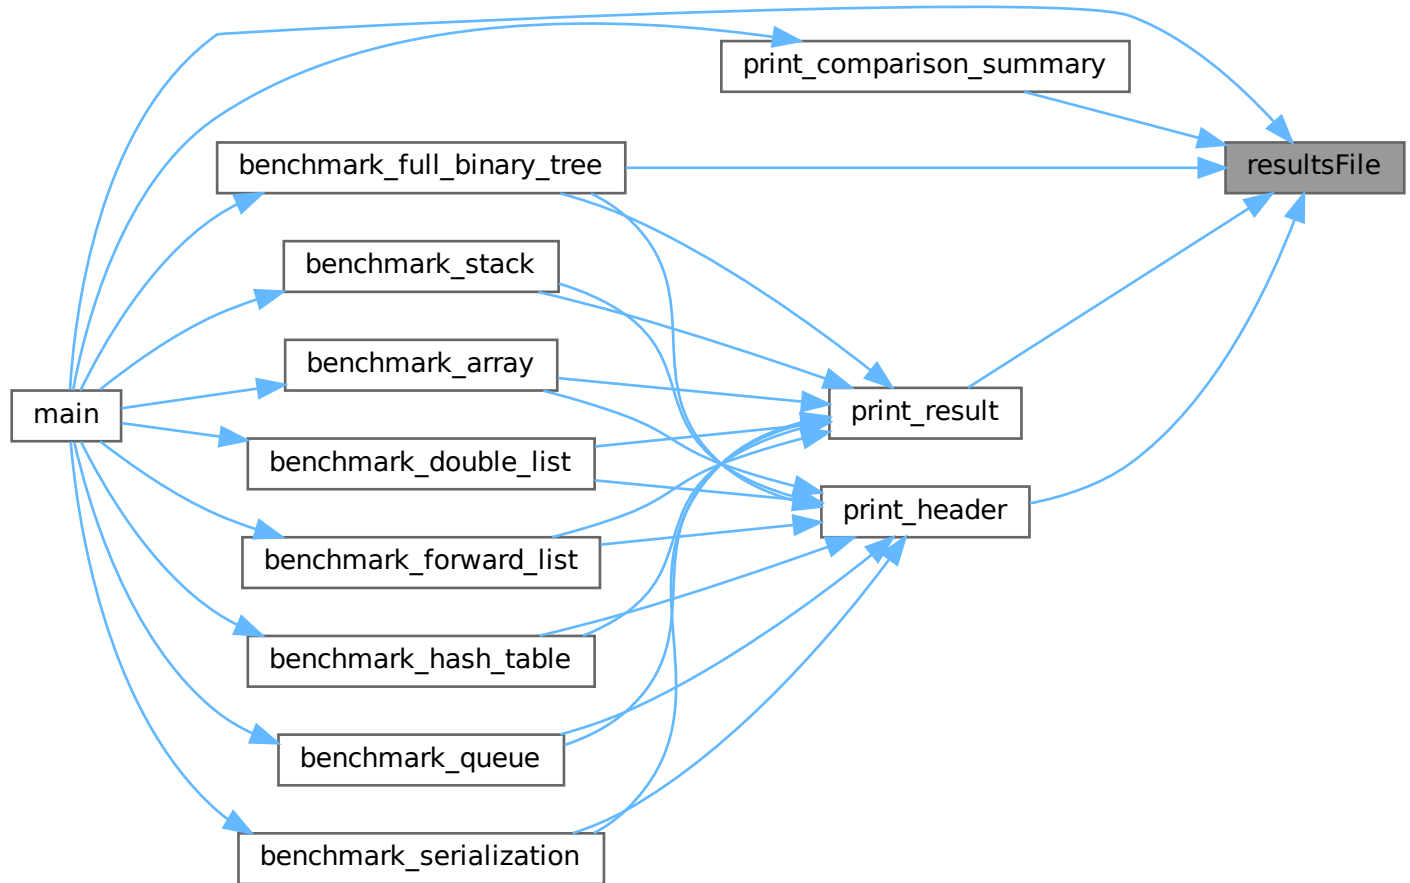 print_comparison_summary
benchmark_full_binary_tree
resultsFile
benchmark_stack
benchmark_array
main
print_result
benchmark_double_list
print_header
benchmark_forward_list
benchmark_hash_table
benchmark_queue
benchmark_serialization